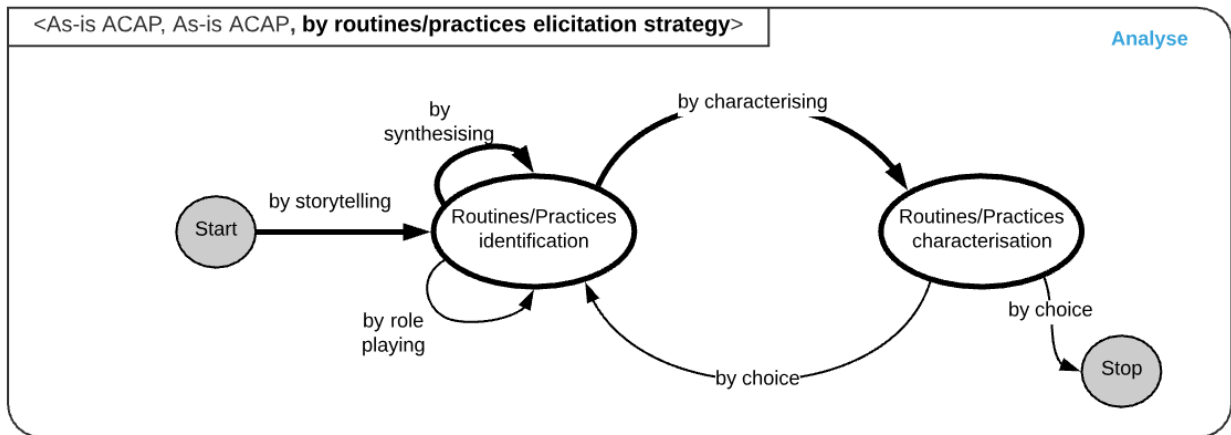 <As-is ACAP, As-is ACAP, by routines/practices elicitation strategy>
Analyse
by
synthesising
by characterising
by storytelling
Start
Routines/Practices
identification
Routines/Practices
characterisation
by role
playing
by choice
by choice
Stop